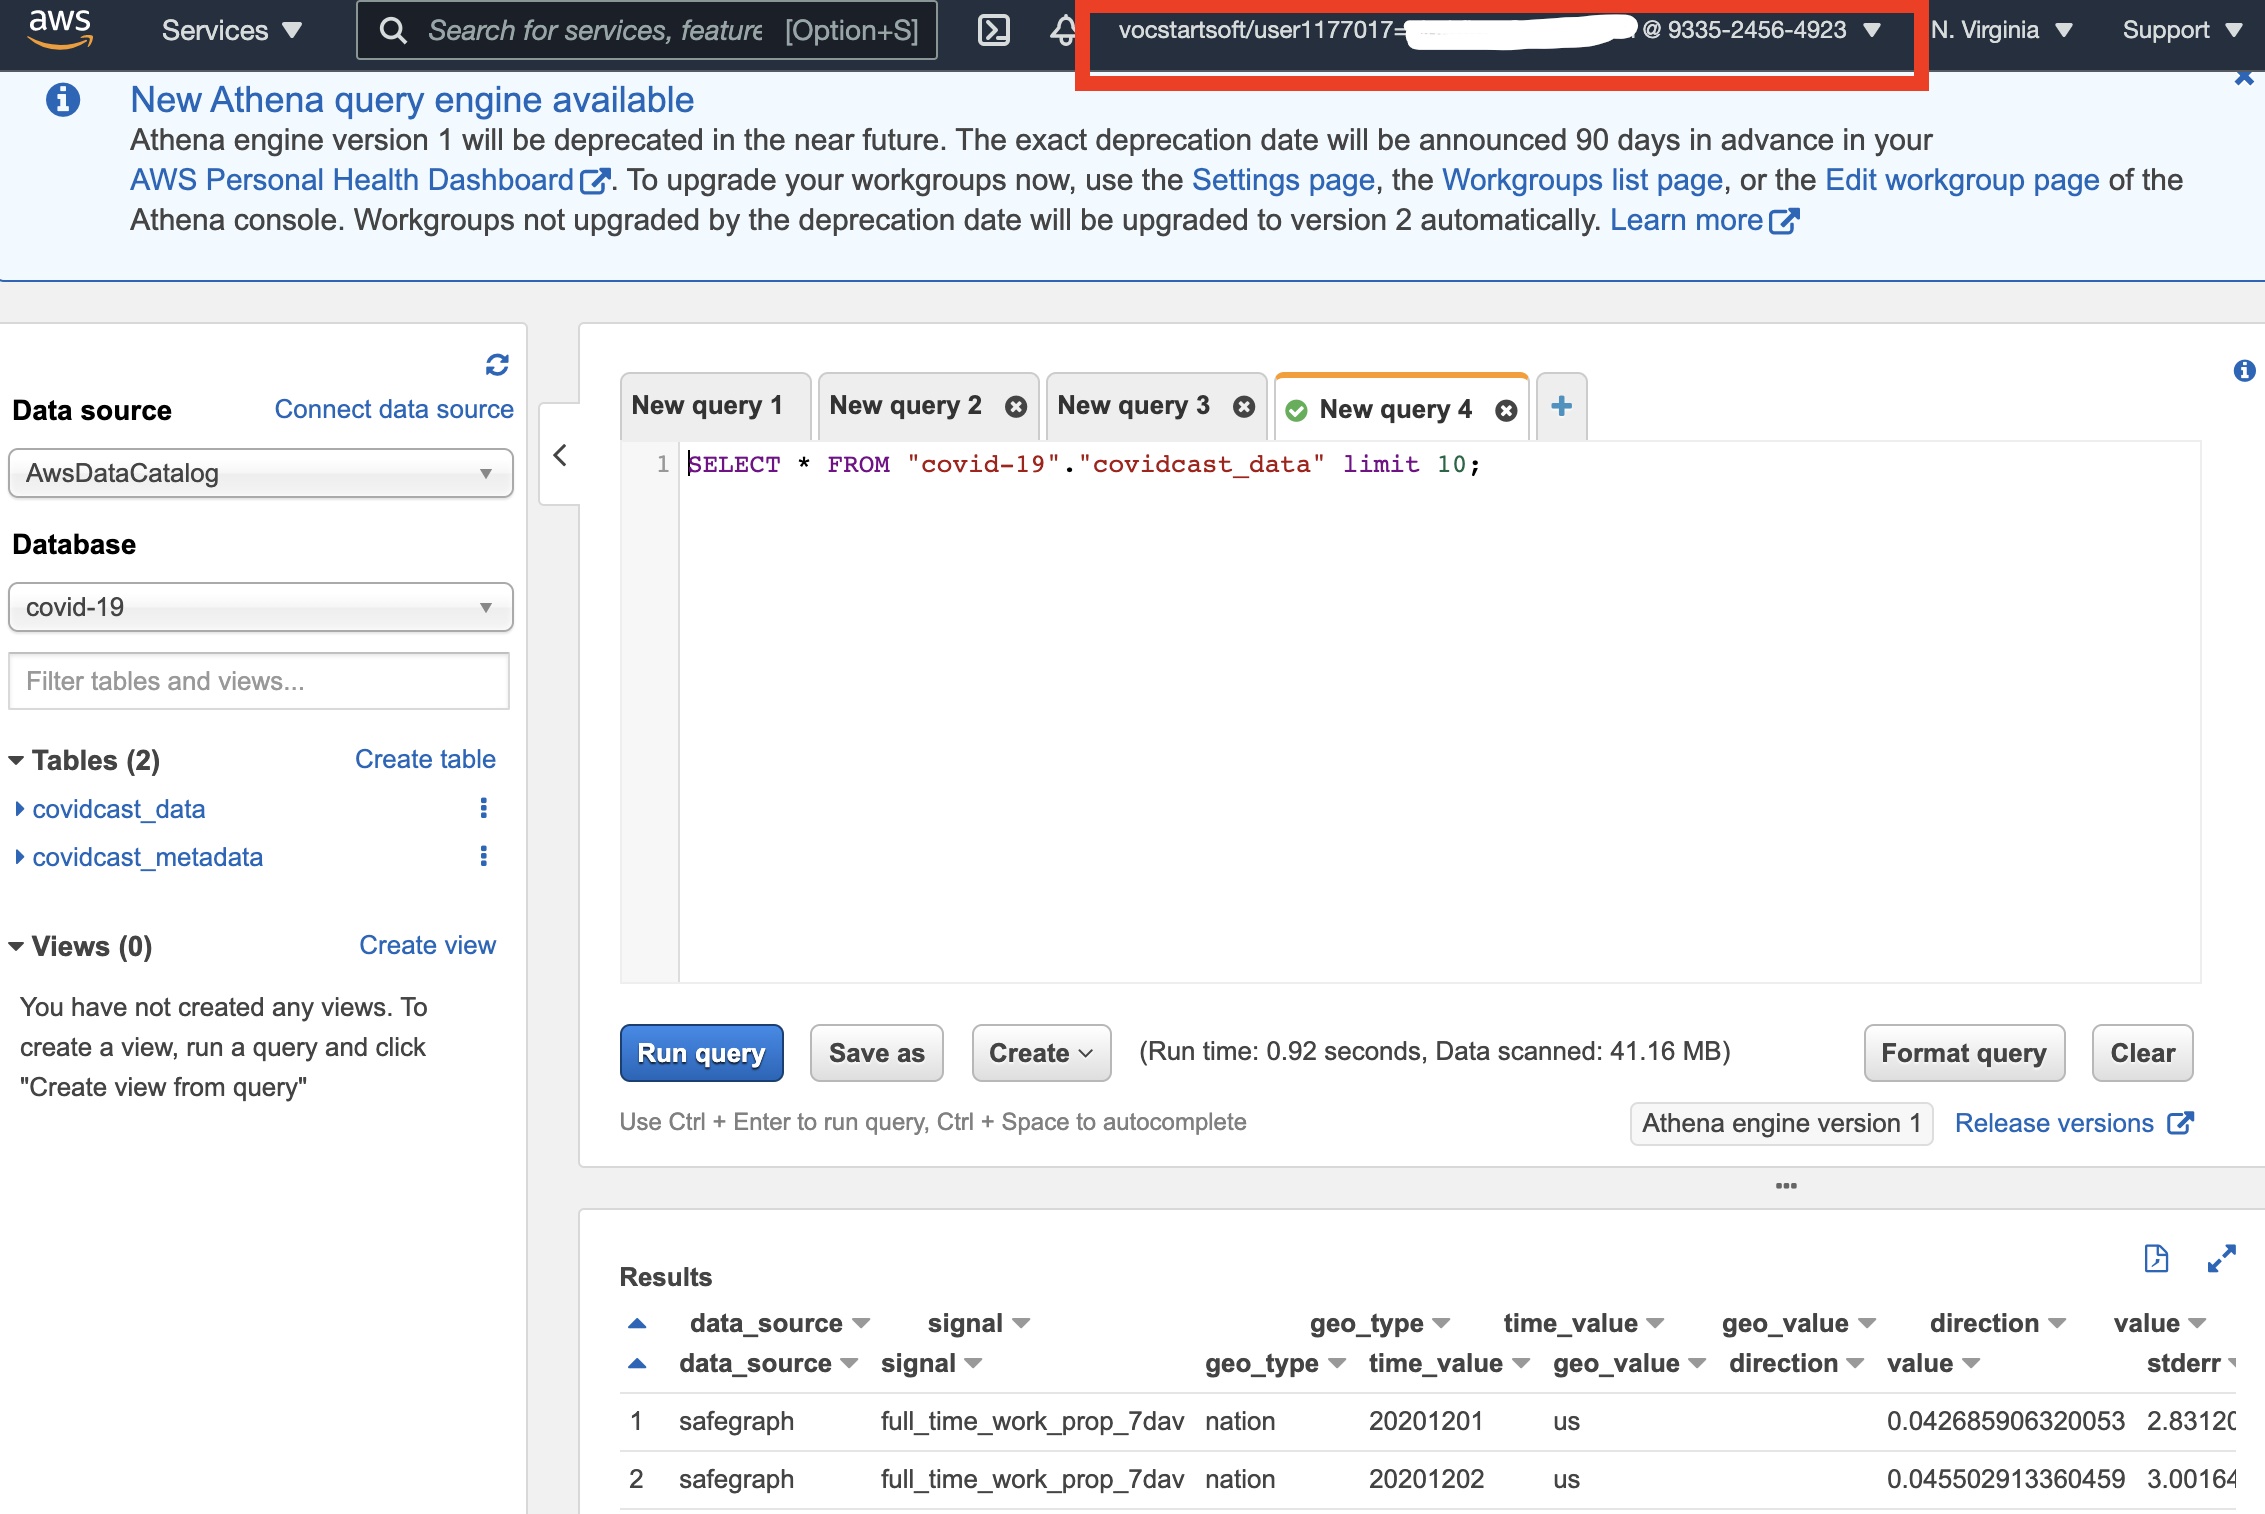 aws Services Search for services, feature [Option+S] vocstartsoft/user1177017= @ 9335-2456-4923 N. Virginia Support
New Athena query engine available
Athena engine version 1 will be deprecated in the near future. The exact deprecation date will be announced 90 days in advance in your
AWS Personal Health Dashboard. To upgrade your workgroups now, use the Settings page, the Workgroups list page, or the Edit workgroup page of the
Athena console. Workgroups not upgraded by the deprecation date will be upgraded to version 2 automatically. Learn more
Data source Connect data source
AwsDataCatalog
Database
covid-19
Filter tables and views...
Tables (2) Create table
covidcast_data
covidcast_metadata
Views (0) Create view
You have not created any views. To
create a view, run a query and click
"Create view from query"
New query 1 New query 2 New query 3 New query 4
1 SELECT * FROM "covid-19"."covidcast_data" limit 10;
Run query Save as Create (Run time: 0.92 seconds, Data scanned: 41.16 MB) Format query Clear
Use Ctrl + Enter to run query, Ctrl + Space to autocomplete Athena engine version 1 Release versions
Results
data_source signal geo_type time_value geo_value direction value
data_source signal geo_type time_value geo_value direction value stderr
1 safegraph full_time_work_prop_7dav nation 20201201 us 0.042685906320053 2.83120
2 safegraph full_time_work_prop_7dav nation 20201202 us 0.045502913360459 3.00164